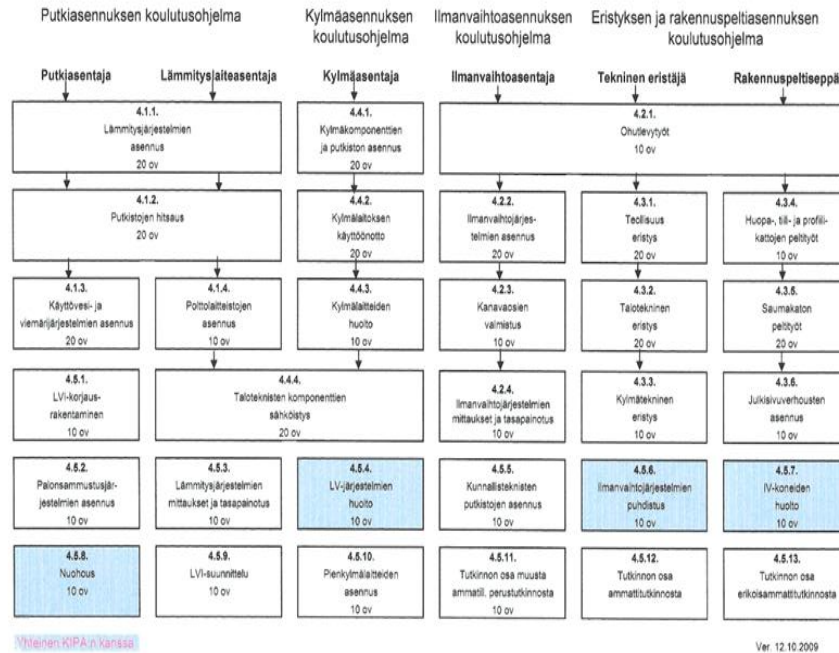 Putkiasennuksen koulutusohjelma
Kylmäasennuksen
koulutusohjelma
Ilmanvaihtoasennuksen
koulutusohjelma
Eristyksen ja rakennuspeltiasennuksen
koulutusohjelma
Putkiasentaja
Lämmityslaiteasentaja
Kylmäasentaja
Ilmanvaihtoasentaja
Tekninen eristäjä
Rakennuspeltiseppä
4.1.1.
Lämmitysjärjestelmien
asennus
20 ov
4.4.1.
Kylmäkomponenttien
ja putkiston asennus
20 ov
4.2.1.
Ohutlevytyöt
10 ov
4.1.2.
Putkistojen hitsaus
20 ov
4.4.2.
Kylmälaitoksen
käyttöönotto
20 ov
4.2.2.
Ilmanvaihtojärjes-
telmien asennus
20 ov
4.3.1.
Teollisuus
eristys
20 ov
4.3.4.
Huopa-, tiili- ja profiili-
kattojen peltityöt
10 ov
4.1.3.
Käyttövesi- ja
viemärijärjestelmien asennus
20 ov
4.1.4.
Polttolaitteistojen
asennus
10 ov
4.4.3.
Kylmälaitteiden
huolto
10 ov
4.2.3.
Kanavaosien
valmistus
10 ov
4.3.2.
Talotekninen
eristys
20 ov
4.3.5.
Saumakaton
peltityöt
20 ov
4.5.1.
LVI-korjaus-
rakentaminen
10 ov
4.4.4.
Taloteknisten komponenttien
sähköistys
20 ov
4.2.4.
Ilmanvaihtojärjestelmien
mittaukset ja tasapainotus
10 ov
4.3.3.
Kylmätekninen
eristys
10 ov
4.3.6.
Julkisivuverhousten
asennus
10 ov
4.5.2.
Palonsammutusjär-
jestelmien asennus
10 ov
4.5.3.
Lämmitysjärjestelmien
mittaukset ja tasapainotus
10 ov
4.5.4.
LV-järjestelmien
huolto
10 ov
4.5.5.
Kunnallisteknisten
putkistojen asennus
10 ov
4.5.6.
Ilmanvaihtojärjestelmien
puhdistus
10 ov
4.5.7.
IV-koneiden
huolto
10 ov
4.5.8.
Nuohous
10 ov
4.5.9.
LVI-suunnittelu
10 ov
4.5.10.
Pienkylmälaitteiden
asennus
10 ov
4.5.11.
Tutkinnon osa muusta
ammatill. perustutkinnosta
10 ov
4.5.12.
Tutkinnon osa
ammattitutkinnosta
4.5.13.
Tutkinnon osa
erikoisammattitutkinnosta
Yhteinen KIPA:n kanssa
Ver. 12.10.2009